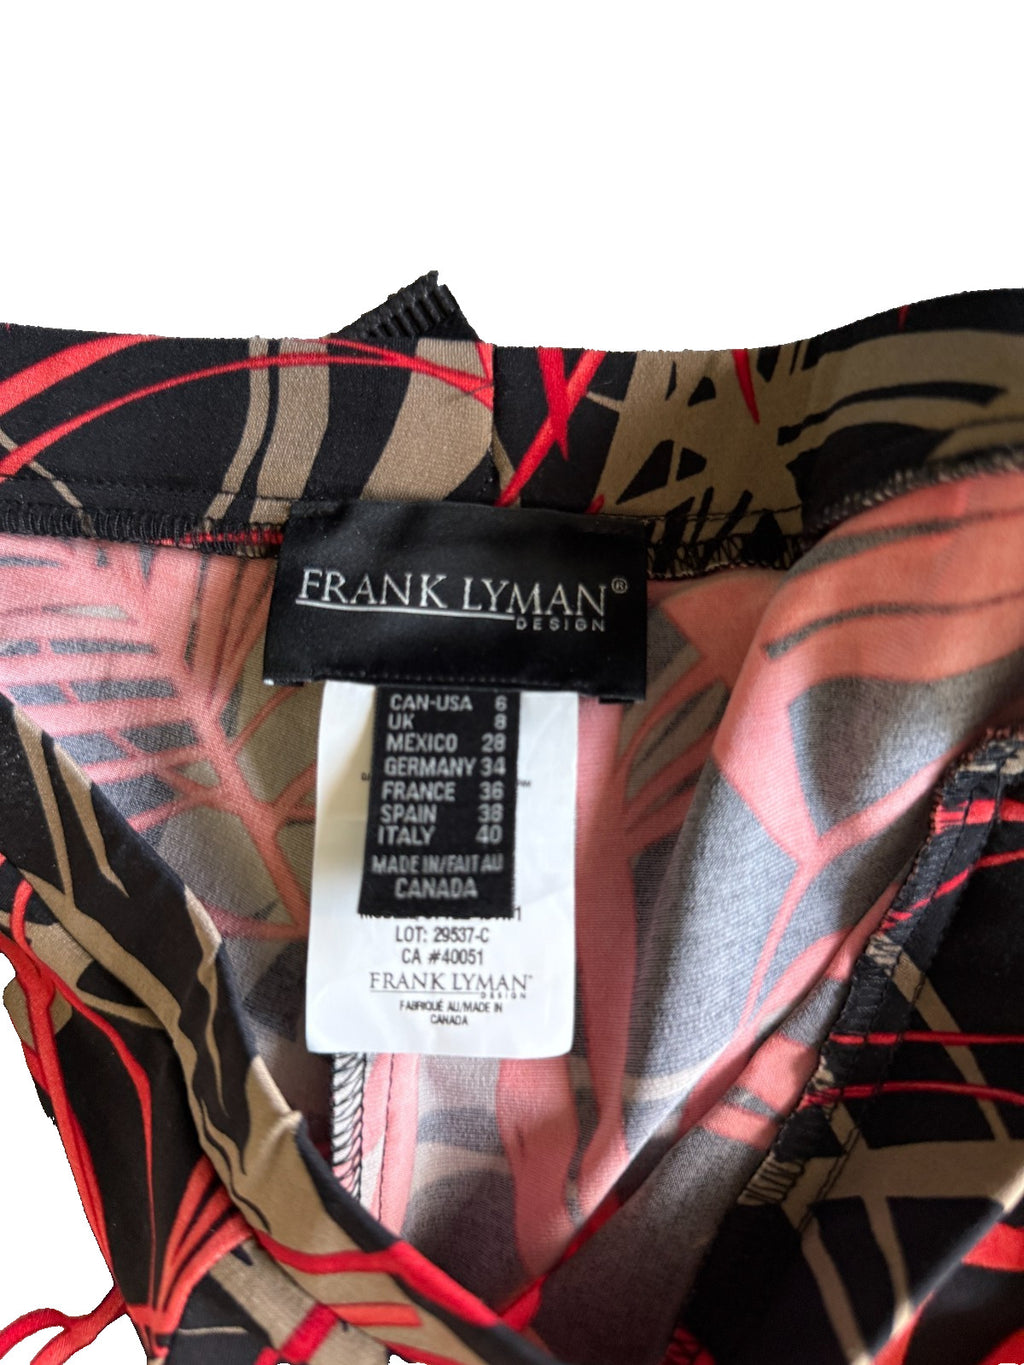 FRANK LYMAN®
DESIGN
CAN-USA 6
UK 8
MEXICO 28
GERMANY 34
FRANCE 36
SPAIN 38
ITALY 40
MADE IN/FAIT AU
CANADA
LOT: 29537-C
CA #40051
FRANK LYMAN™
DESIGN
FABRIQUÉ AU/MADE IN
CANADA